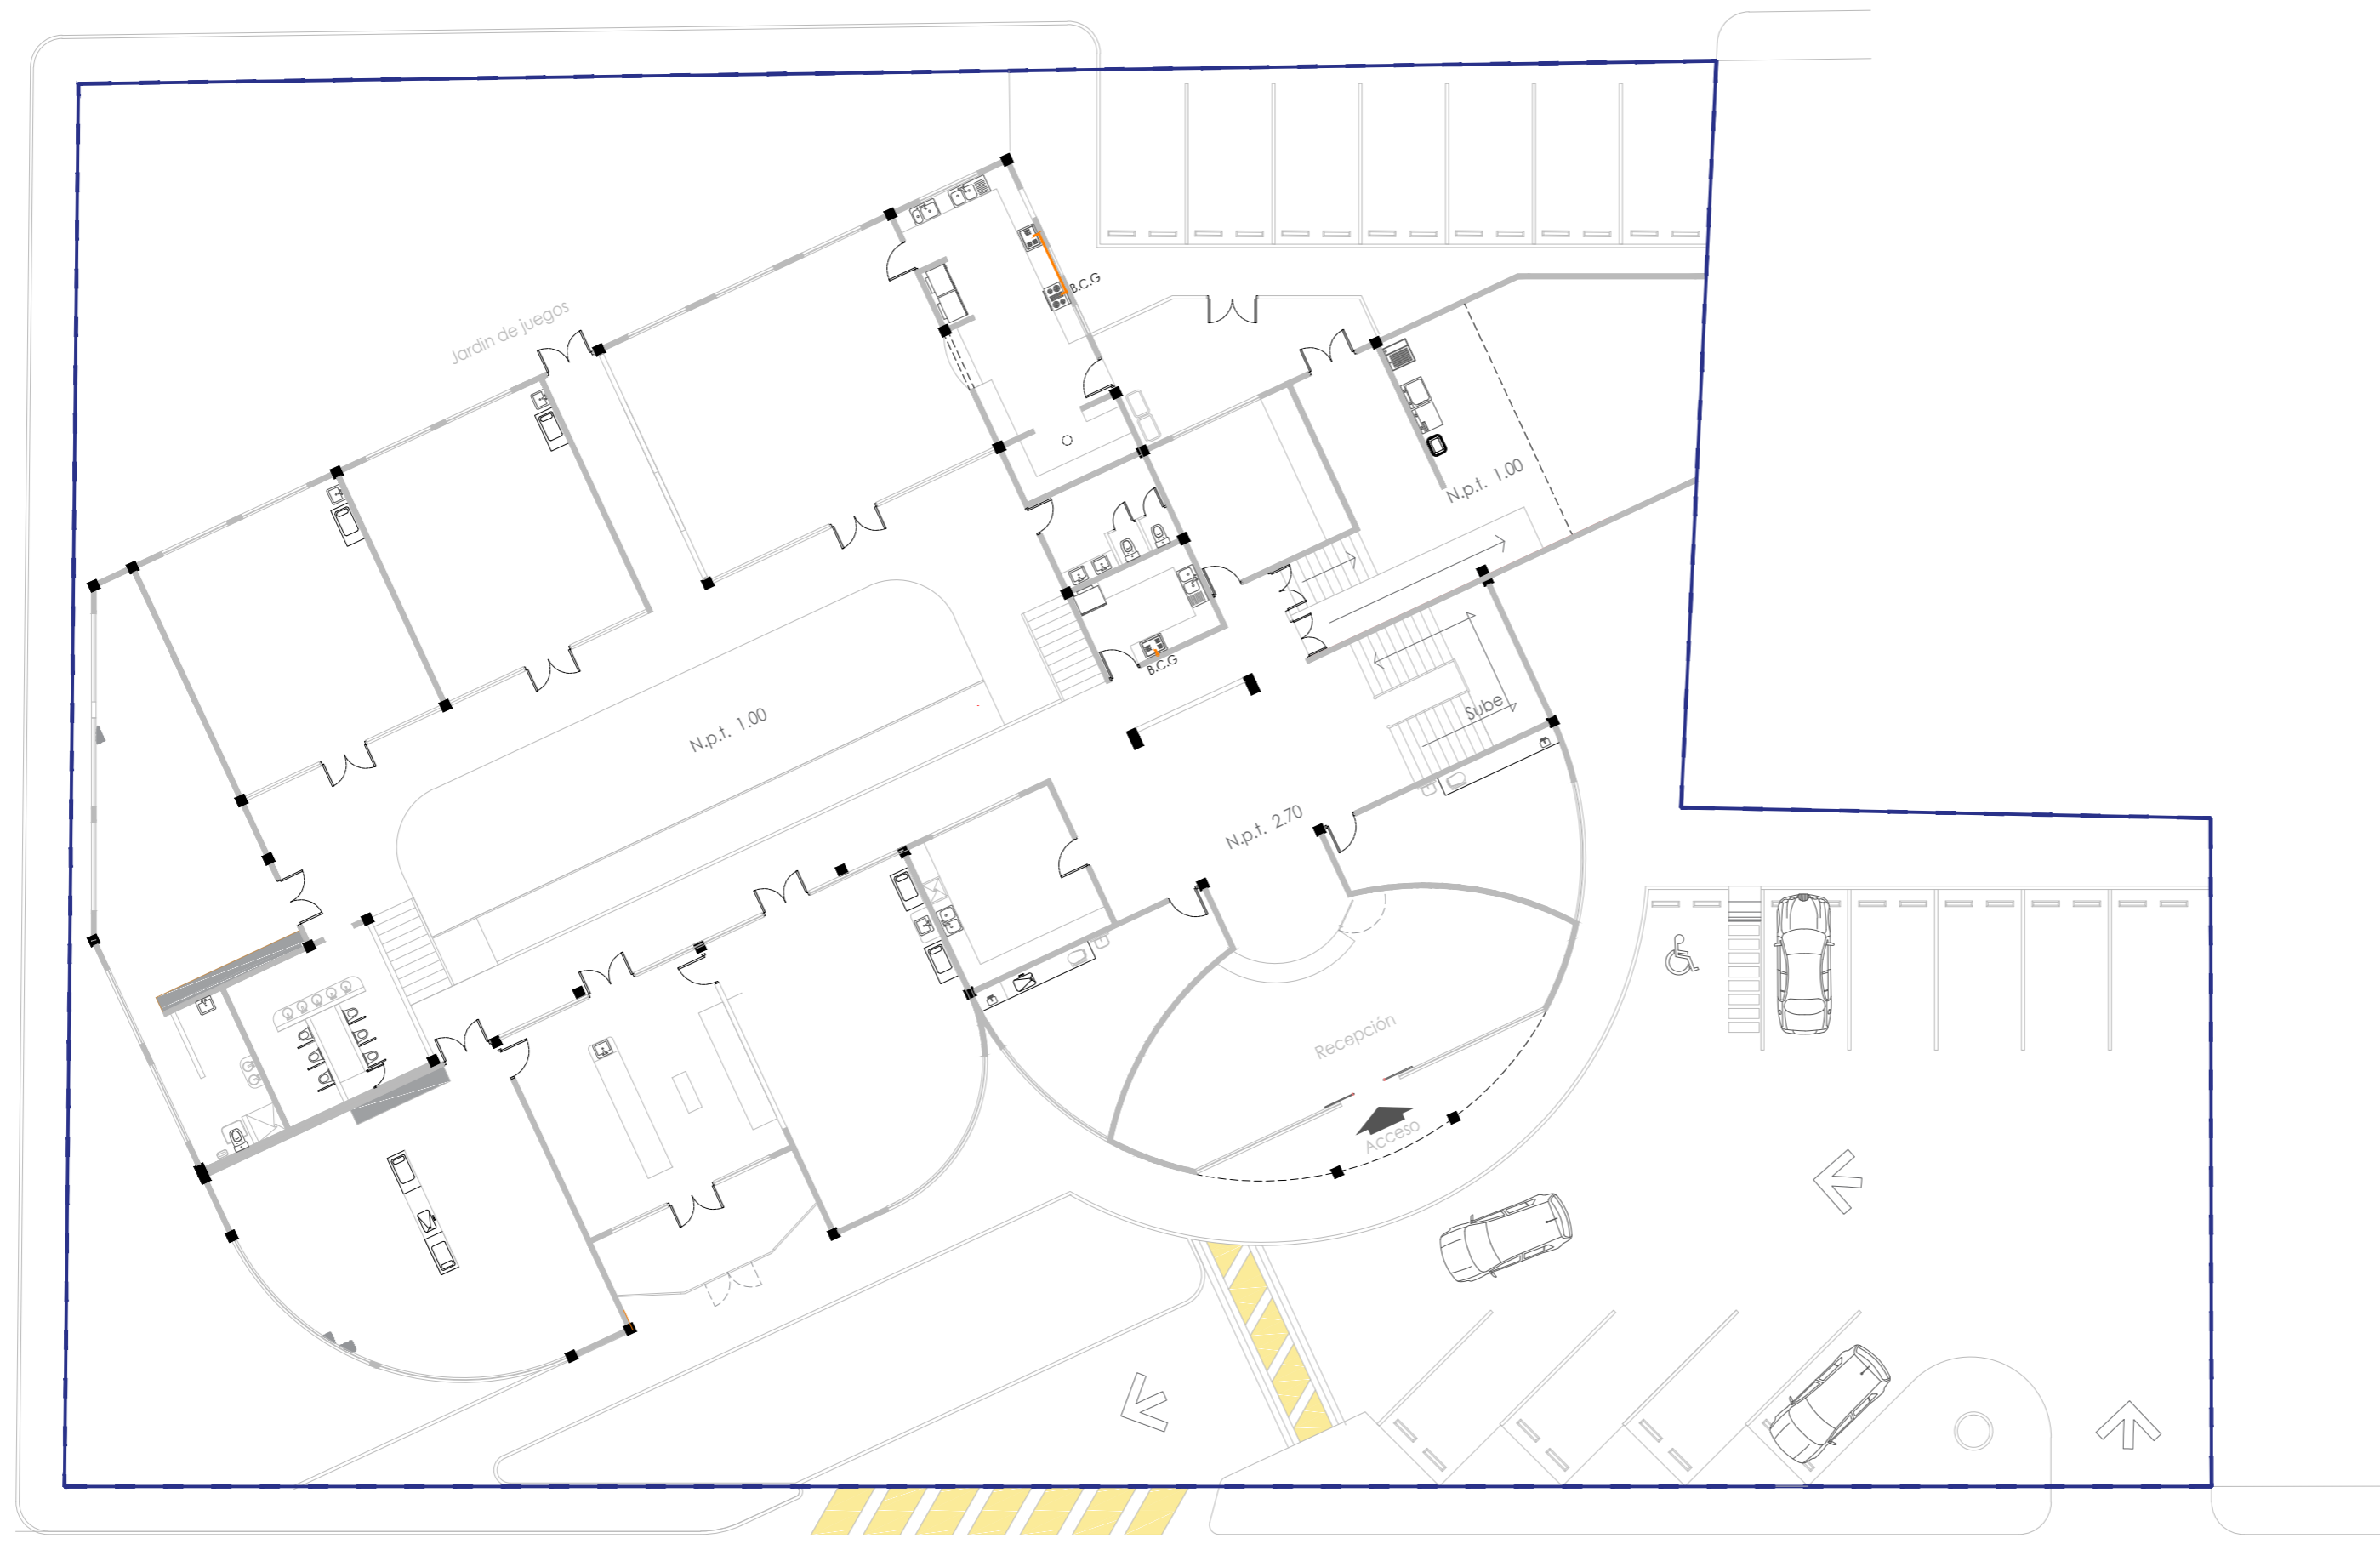 B.C.G
Jardin de juegos
N.p.t. 1.00
B.C.G
Sube
N.p.t. 1.00
N.p.t. 2.70
Recepción
Acceso